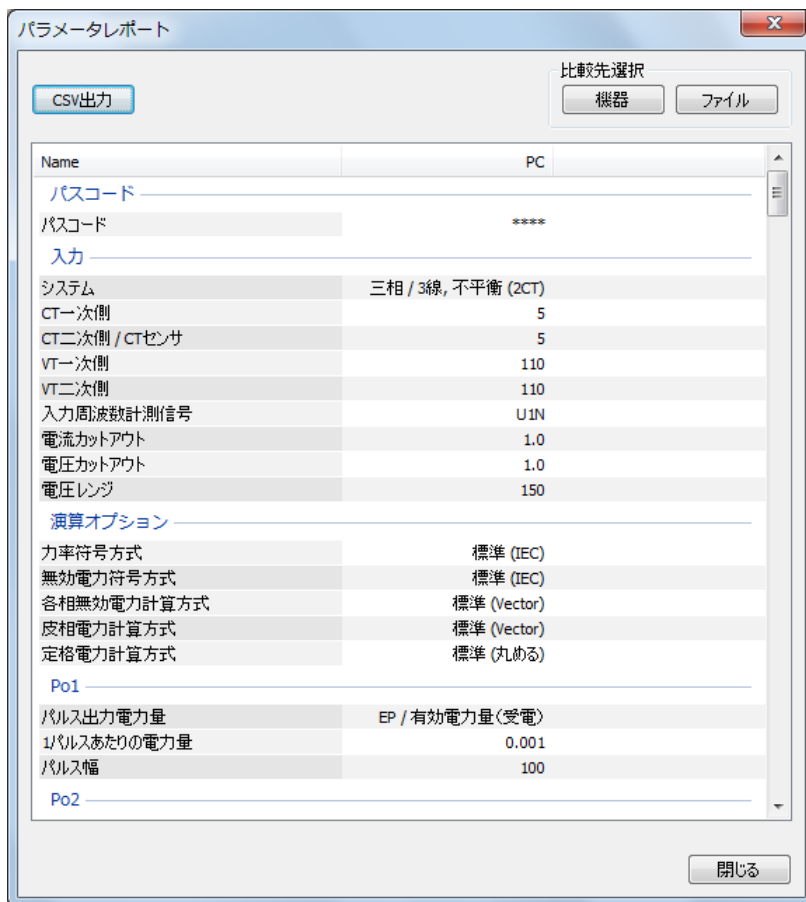 パラメータレポート
比較先選択
CSV出力 機器 ファイル
Name PC
パスコード
パスコード ****
入力
システム 三相 / 3線, 不平衡 (2CT)
CT一次側 5
CT二次側 / CTセンサ 5
VT一次側 110
VT二次側 110
入力周波数計測信号 U1N
電流カットアウト 1.0
電圧カットアウト 1.0
電圧レンジ 150
演算オプション
力率符号方式 標準 (IEC)
無効電力符号方式 標準 (IEC)
各相無効電力計算方式 標準 (Vector)
皮相電力計算方式 標準 (Vector)
定格電力計算方式 標準 (丸める)
Po1
パルス出力電力量 EP / 有効電力量(受電)
1パルスあたりの電力量 0.001
パルス幅 100
Po2
閉じる